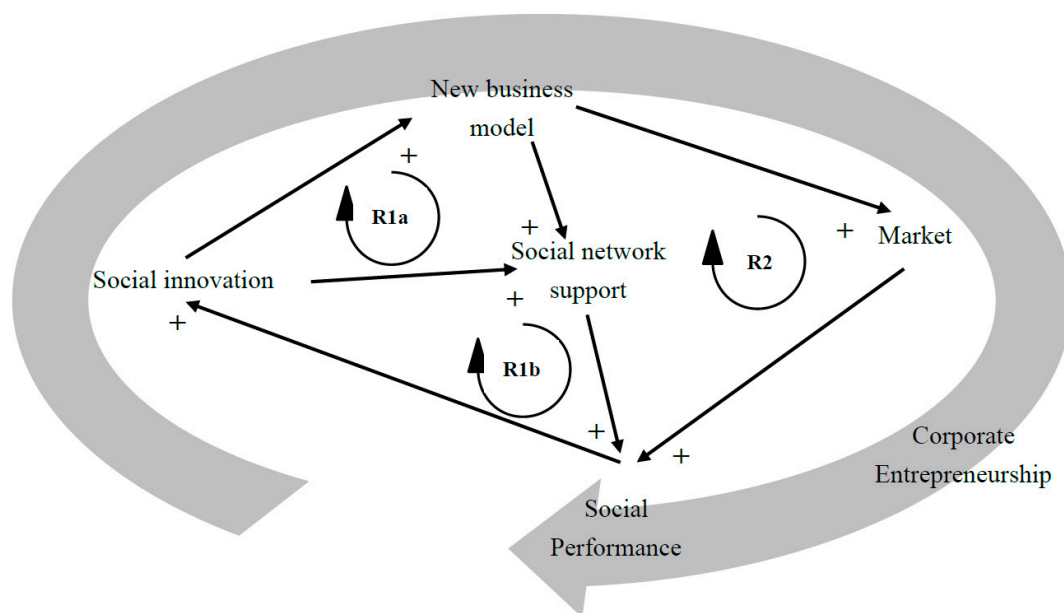 New business
model
+
R1a
+
Social network
support
+
R2
+
Market
Social innovation
+
+
R1b
+
+
Corporate
Entrepreneurship
Social
Performance